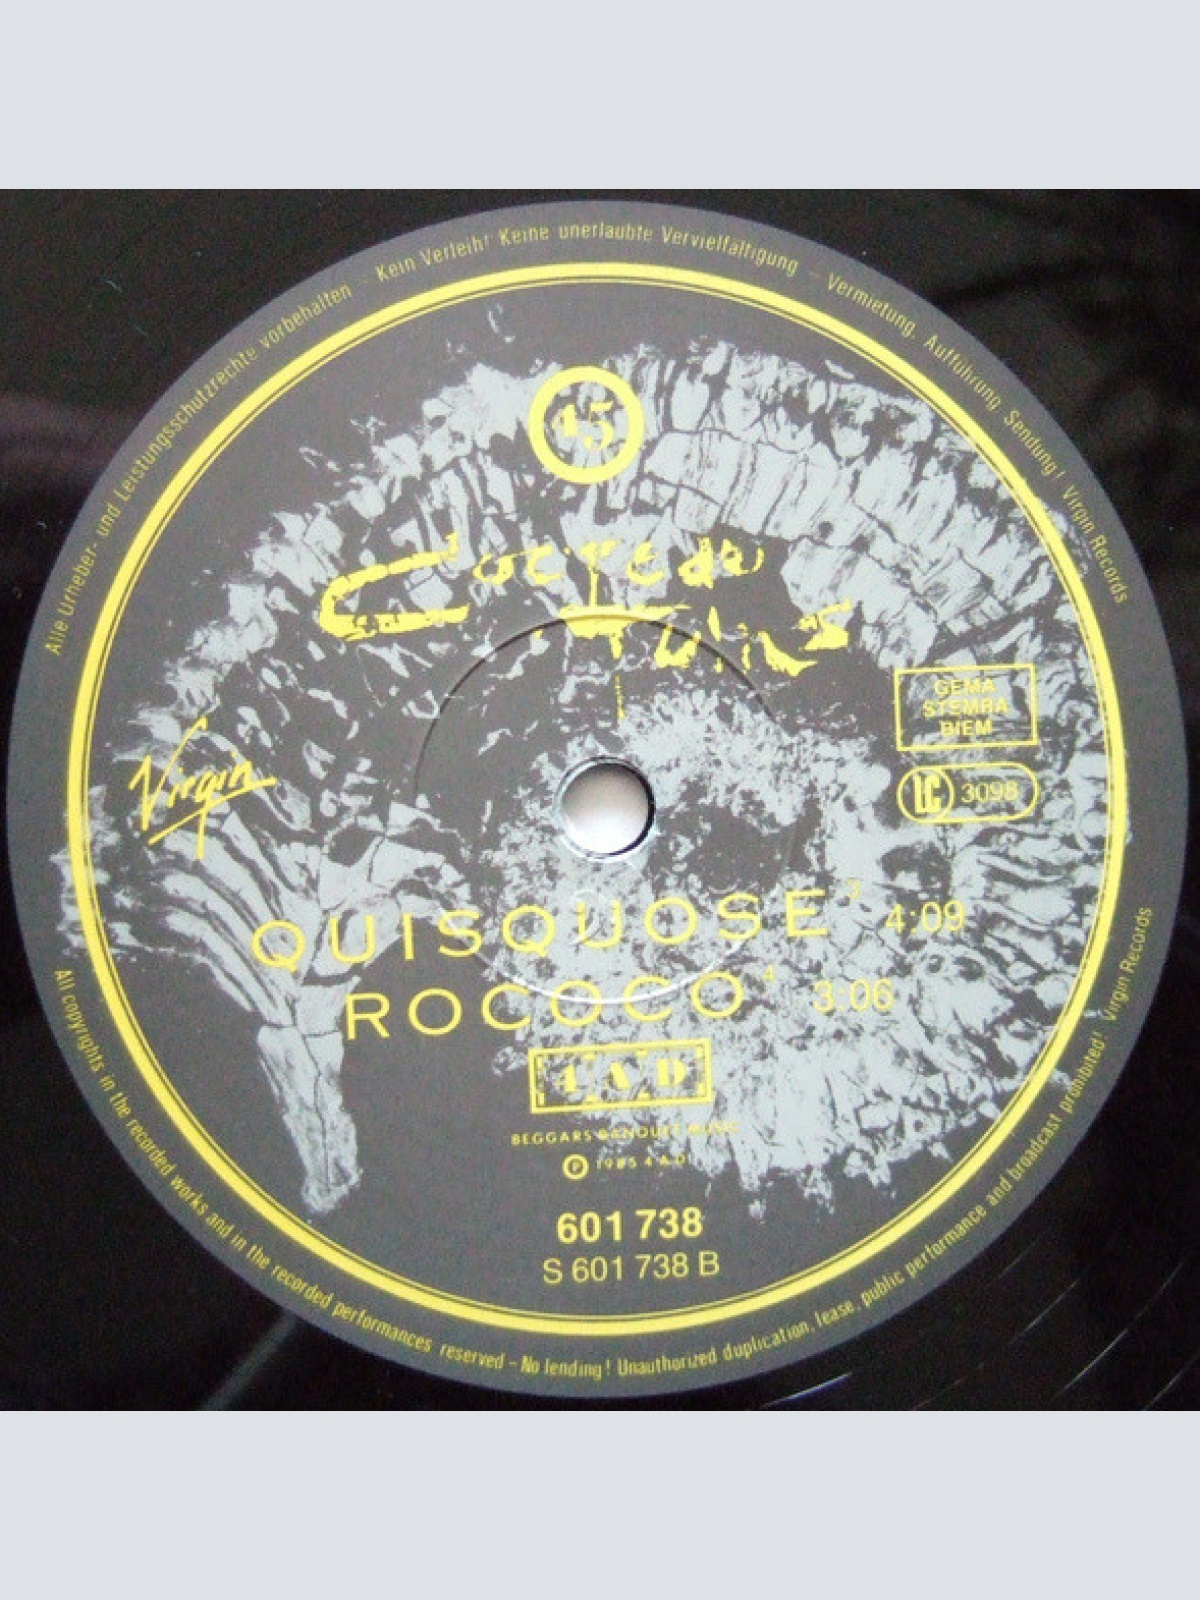 Alle Urheber- und Leistungsschutzrechte vorbehalten - Kein Verleih! Keine unerlaubte Vervielfältigung - Vermietung, Aufführung Sendung! Virgin Records
45
Cocteau
Twins
GEMA
STEMRA
BIEM
Virgin
LC 3098
QUISQUOSE 3 4:09
ROCOCO 4 3:06
4 A D
BEGGARS BANQUET MUSIC
Ⓟ 1985 4 A.D.
601 738
S 601 738 B
All copyrights in the recorded works and in the recorded performances reserved - No lending! Unauthorized duplication, lease, public performance and broadcast prohibited! Virgin Records